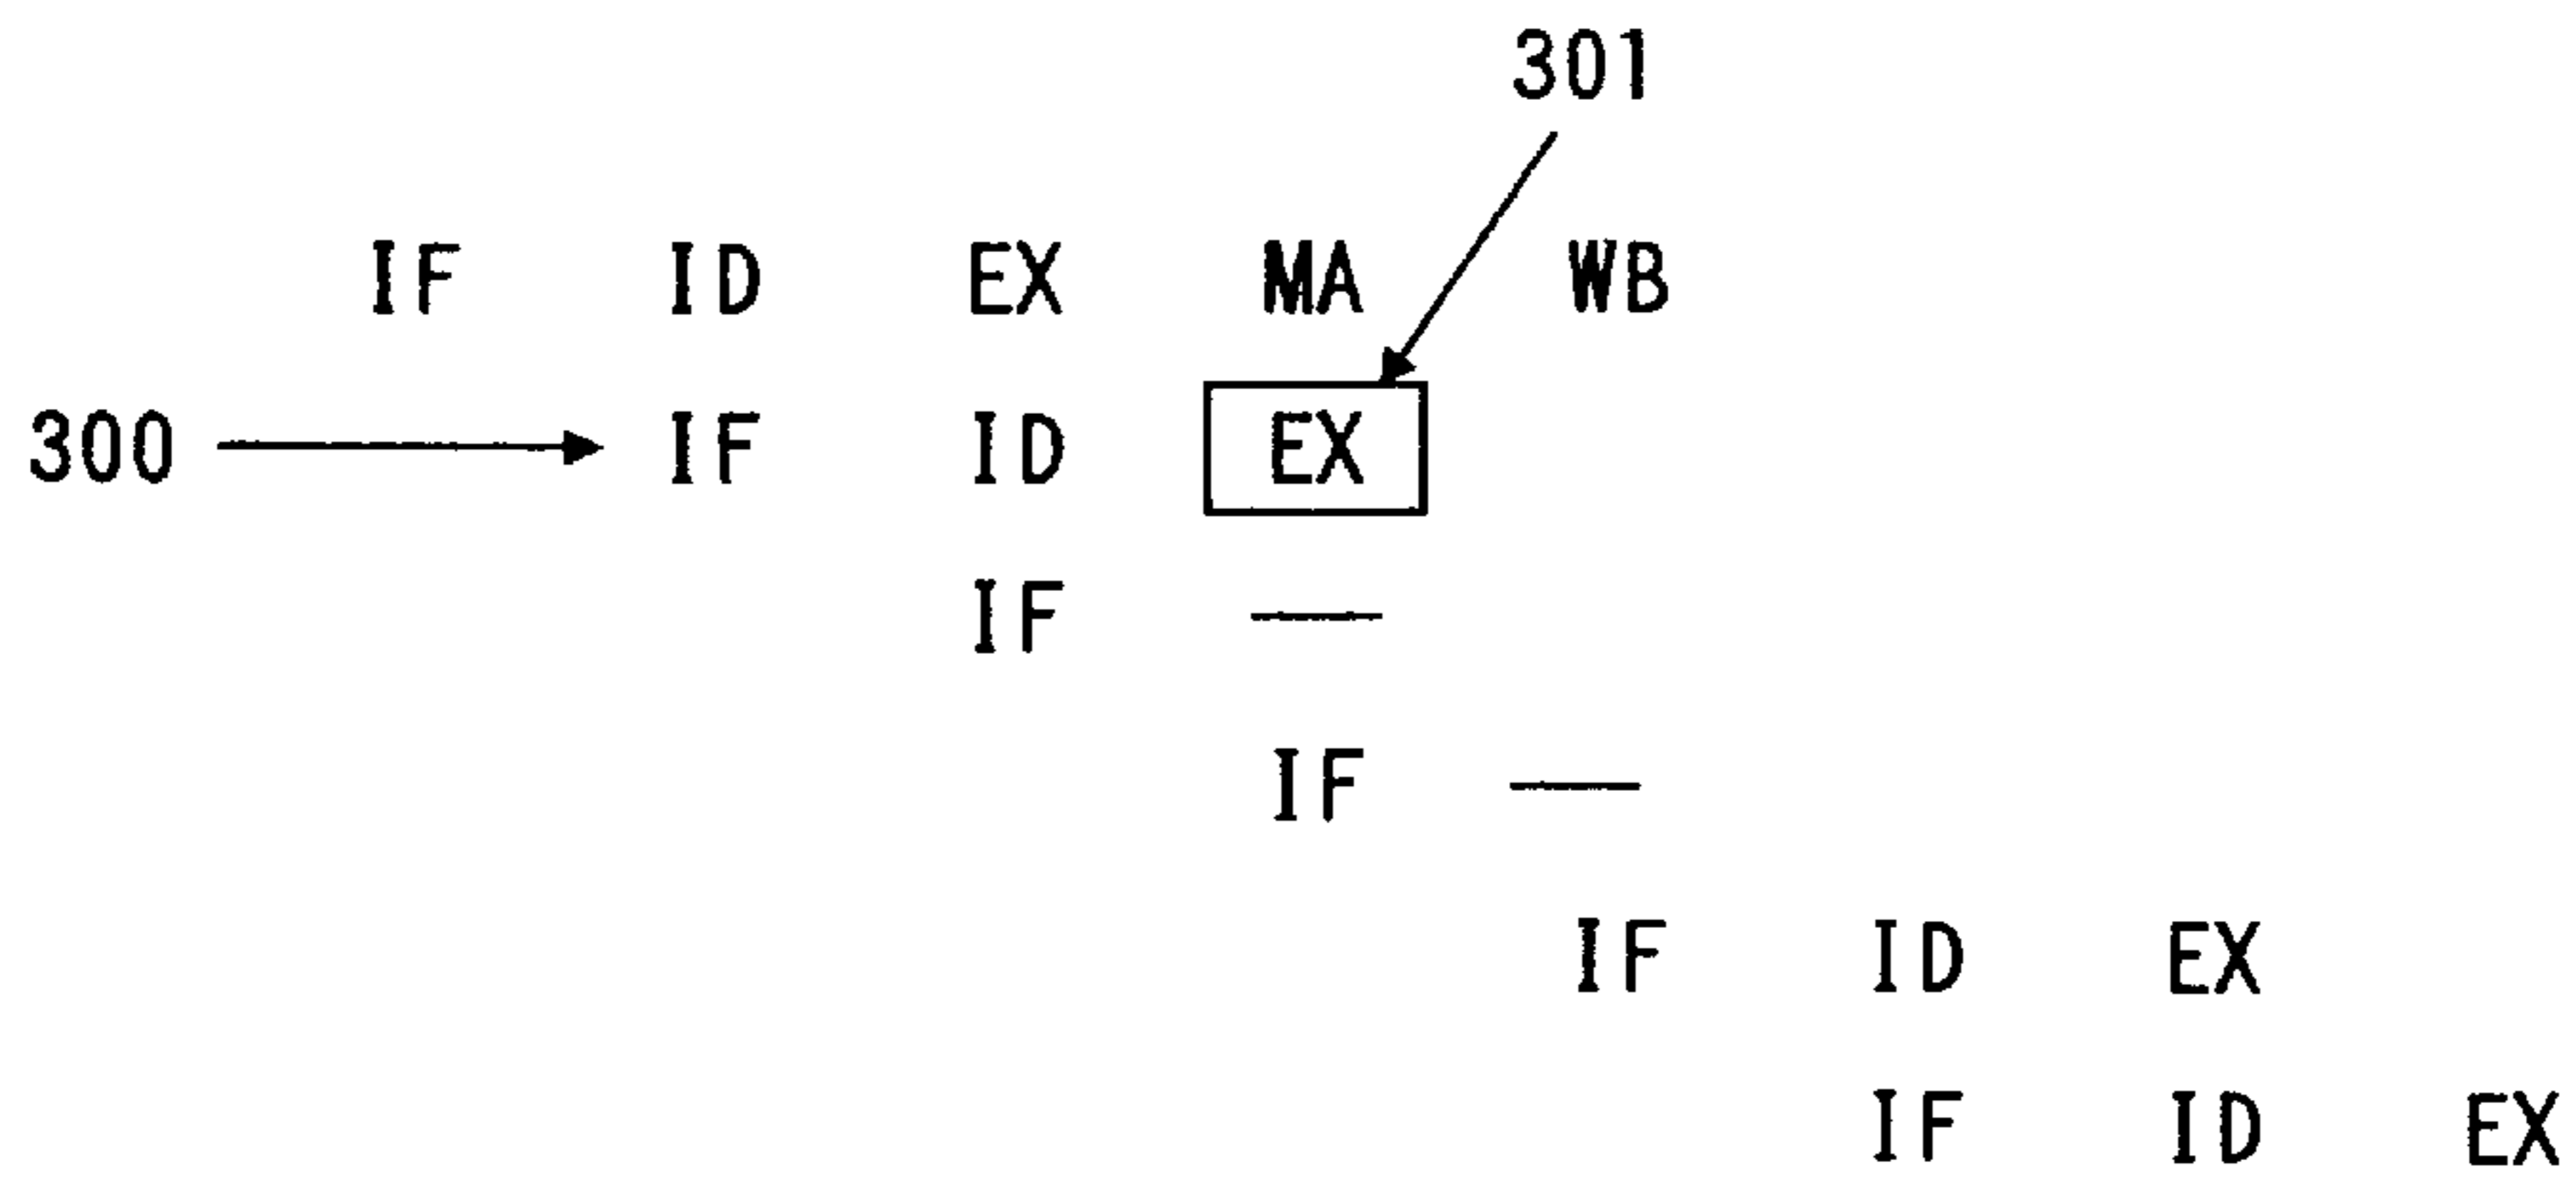 301
IF ID EX MA WB
300 IF ID EX
IF —
IF —
IF ID EX
IF ID EX